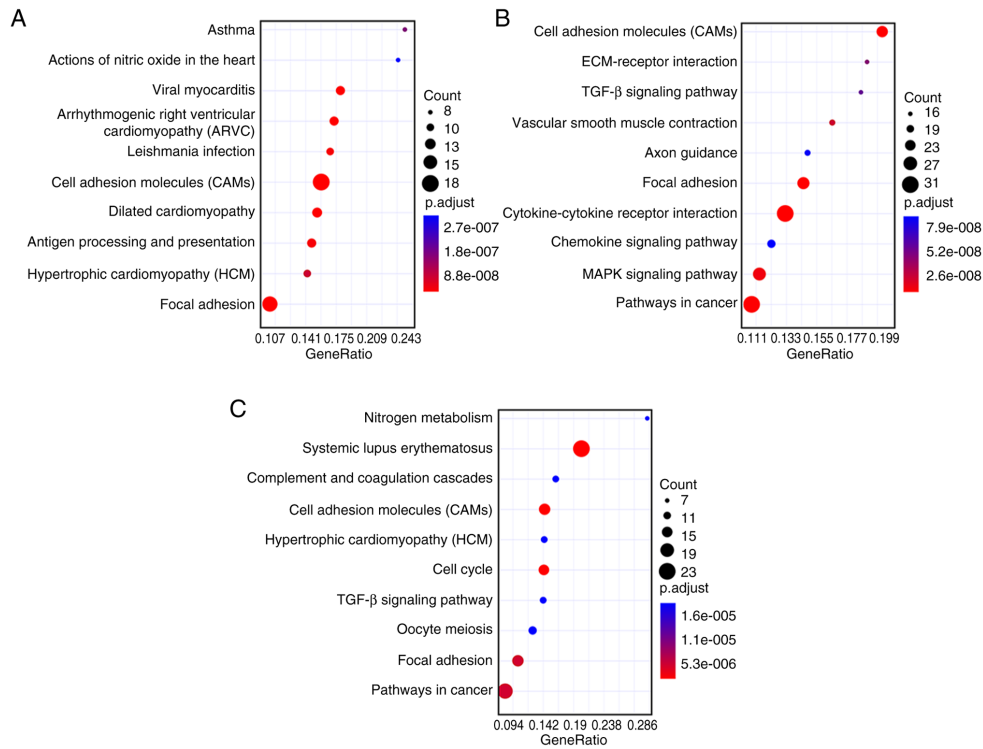 A
Asthma
Actions of nitric oxide in the heart
Viral myocarditis
Arrhythmogenic right ventricular
cardiomyopathy (ARVC)
Leishmania infection
Cell adhesion molecules (CAMs)
Dilated cardiomyopathy
Antigen processing and presentation
Hypertrophic cardiomyopathy (HCM)
Focal adhesion
0.107 0.141 0.175 0.209 0.243
GeneRatio
Count
8
10
13
15
18
p.adjust
2.7e-007
1.8e-007
8.8e-008
B
Cell adhesion molecules (CAMs)
ECM-receptor interaction
TGF-β signaling pathway
Vascular smooth muscle contraction
Axon guidance
Focal adhesion
Cytokine-cytokine receptor interaction
Chemokine signaling pathway
MAPK signaling pathway
Pathways in cancer
0.111 0.133 0.155 0.177 0.199
GeneRatio
Count
16
19
23
27
31
p.adjust
7.9e-008
5.2e-008
2.6e-008
C
Nitrogen metabolism
Systemic lupus erythematosus
Complement and coagulation cascades
Cell adhesion molecules (CAMs)
Hypertrophic cardiomyopathy (HCM)
Cell cycle
TGF-β signaling pathway
Oocyte meiosis
Focal adhesion
Pathways in cancer
0.094 0.142 0.19 0.238 0.286
GeneRatio
Count
7
11
15
19
23
p.adjust
1.6e-005
1.1e-005
5.3e-006